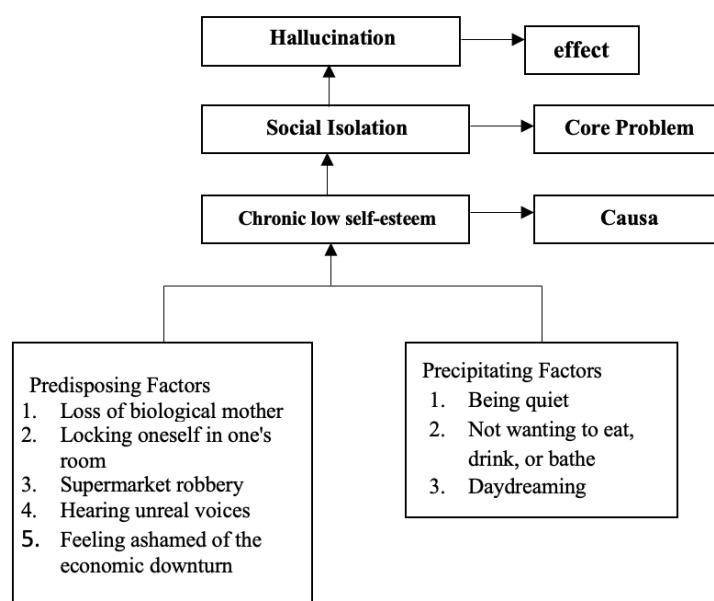 Hallucination
effect
Social Isolation
Core Problem
Chronic low self-esteem
Causa
Predisposing Factors
1. Loss of biological mother
2. Locking oneself in one's
room
3. Supermarket robbery
4. Hearing unreal voices
5. Feeling ashamed of the
economic downturn
Precipitating Factors
1. Being quiet
2. Not wanting to eat,
drink, or bathe
3. Daydreaming